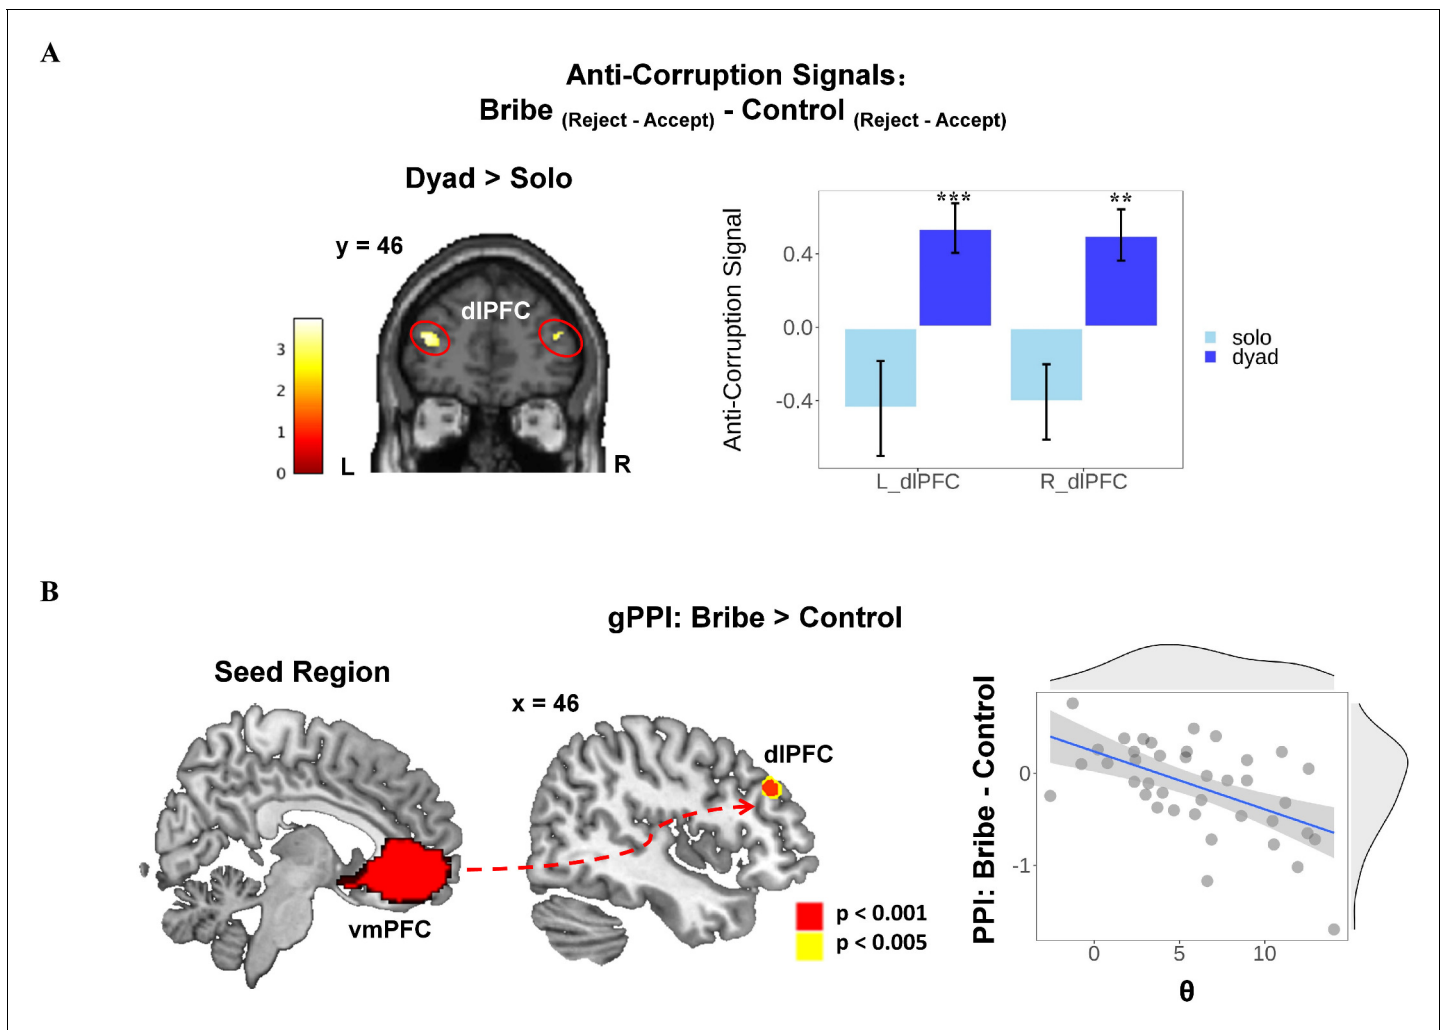 A
Anti-Corruption Signals:
Bribe (Reject - Accept) - Control (Reject - Accept)
Dyad > Solo
y = 46
dlPFC
3
2
1
0
L
R
Anti-Corruption Signal
0.4
0.0
-0.4
***
**
L_dlPFC
R_dlPFC
solo
dyad
B
gPPI: Bribe > Control
Seed Region
x = 46
dlPFC
vmPFC
p < 0.001
p < 0.005
PPI: Bribe - Control
0
-1
0
5
10
θ